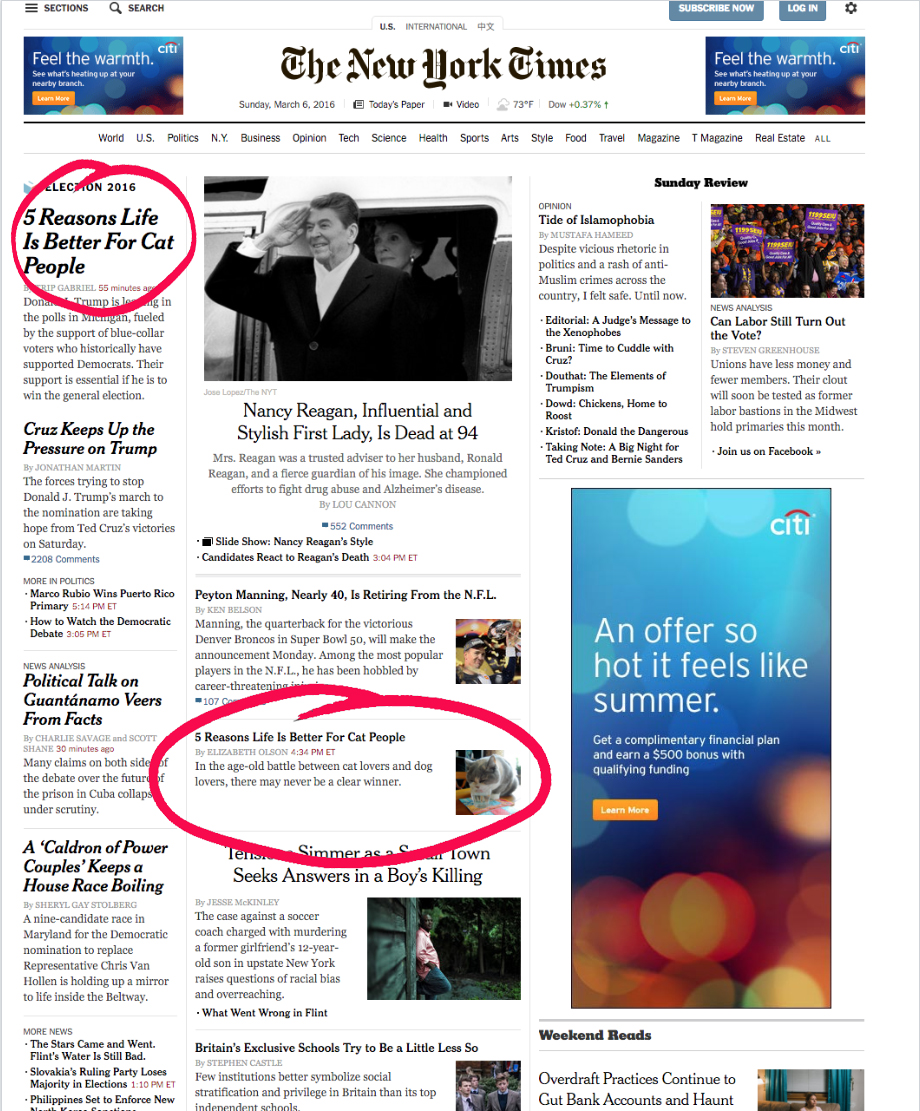 SECTIONS
SEARCH
SUBSCRIBE NOW
LOG IN
U.S.
INTERNATIONAL
中文
Feel the warmth.
See what's heating up at your
nearby branch.
Learn More
citi
The New York Times
Sunday, March 6, 2016
Today's Paper
Video
73°F
Dow +0.37% ↑
Feel the warmth.
See what's heating up at your
nearby branch.
Learn More
citi
World U.S. Politics N.Y. Business Opinion Tech Science Health Sports Arts Style Food Travel Magazine T Magazine Real Estate ALL
ELECTION 2016
5 Reasons Life
Is Better For Cat
People
GABRIEL 55 minutes ago
Donald J. Trump is leading in
the polls in Michigan, fueled
by the support of blue-collar
voters who historically have
supported Democrats. Their
support is essential if he is to
win the general election.
Cruz Keeps Up the
Pressure on Trump
By JONATHAN MARTIN
The forces trying to stop
Donald J. Trump's march to
the nomination are taking
hope from Ted Cruz's victories
on Saturday.
2208 Comments
MORE IN POLITICS
· Marco Rubio Wins Puerto Rico
Primary 5:14 PM ET
· How to Watch the Democratic
Debate 3:05 PM ET
NEWS ANALYSIS
Political Talk on
Guantánamo Veers
From Facts
By CHARLIE SAVAGE and SCOTT
SHANE 30 minutes ago
Many claims on both sides of
the debate over the future of
the prison in Cuba collapse
under scrutiny.
A ‘Caldron of Power
Couples’ Keeps a
House Race Boiling
By SHERYL GAY STOLBERG
A nine-candidate race in
Maryland for the Democratic
nomination to replace
Representative Chris Van
Hollen is holding up a mirror
to life inside the Beltway.
MORE NEWS
· The Stars Came and Went.
Flint's Water Is Still Bad.
· Slovakia's Ruling Party Loses
Majority in Elections 1:10 PM ET
· Philippines Set to Enforce New
North Korea Sanctions
Jose Lopez/The NYT
Nancy Reagan, Influential and
Stylish First Lady, Is Dead at 94
Mrs. Reagan was a trusted adviser to her husband, Ronald
Reagan, and a fierce guardian of his image. She championed
efforts to fight drug abuse and Alzheimer's disease.
By LOU CANNON
552 Comments
· Slide Show: Nancy Reagan's Style
· Candidates React to Reagan's Death 3:04 PM ET
Peyton Manning, Nearly 40, Is Retiring From the N.F.L.
By KEN BELSON
Manning, the quarterback for the victorious
Denver Broncos in Super Bowl 50, will make the
announcement Monday. Among the most popular
players in the N.F.L., he has been hobbled by
career-threatening injuries.
107 Comments
5 Reasons Life Is Better For Cat People
By ELIZABETH OLSON 4:34 PM ET
In the age-old battle between cat lovers and dog
lovers, there may never be a clear winner.
Tensions Simmer as a Small Town
Seeks Answers in a Boy's Killing
By JESSE McKINLEY
The case against a soccer
coach charged with murdering
a former girlfriend's 12-year-
old son in upstate New York
raises questions of racial bias
and overreaching.
· What Went Wrong in Flint
Britain's Exclusive Schools Try to Be a Little Less So
By STEPHEN CASTLE
Few institutions better symbolize social
stratification and privilege in Britain than its top
independent schools.
Sunday Review
OPINION
Tide of Islamophobia
By MUSTAFA HAMEED
Despite vicious rhetoric in
politics and a rash of anti-
Muslim crimes across the
country, I felt safe. Until now.
· Editorial: A Judge's Message to
the Xenophobes
· Bruni: Time to Cuddle with
Cruz?
· Douthat: The Elements of
Trumpism
· Dowd: Chickens, Home to
Roost
· Kristof: Donald the Dangerous
· Taking Note: A Big Night for
Ted Cruz and Bernie Sanders
1199SEIU
1199SEIU
NEWS ANALYSIS
Can Labor Still Turn Out
the Vote?
By STEVEN GREENHOUSE
Unions have less money and
fewer members. Their clout
will soon be tested as former
labor bastions in the Midwest
hold primaries this month.
· Join us on Facebook »
citi
An offer so
hot it feels like
summer.
Get a complimentary financial plan
and earn a $500 bonus with
qualifying funding
Learn More
Weekend Reads
Overdraft Practices Continue to
Gut Bank Accounts and Haunt